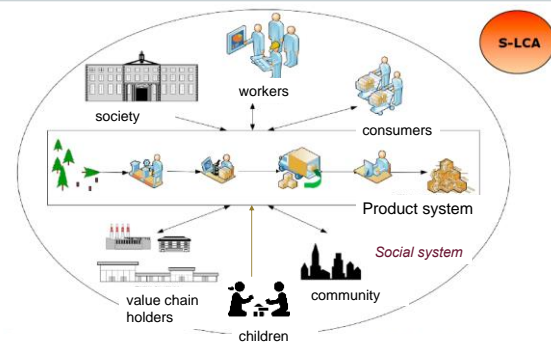 S-LCA
workers
society
consumers
Product system
Social system
value chain
holders
community
children